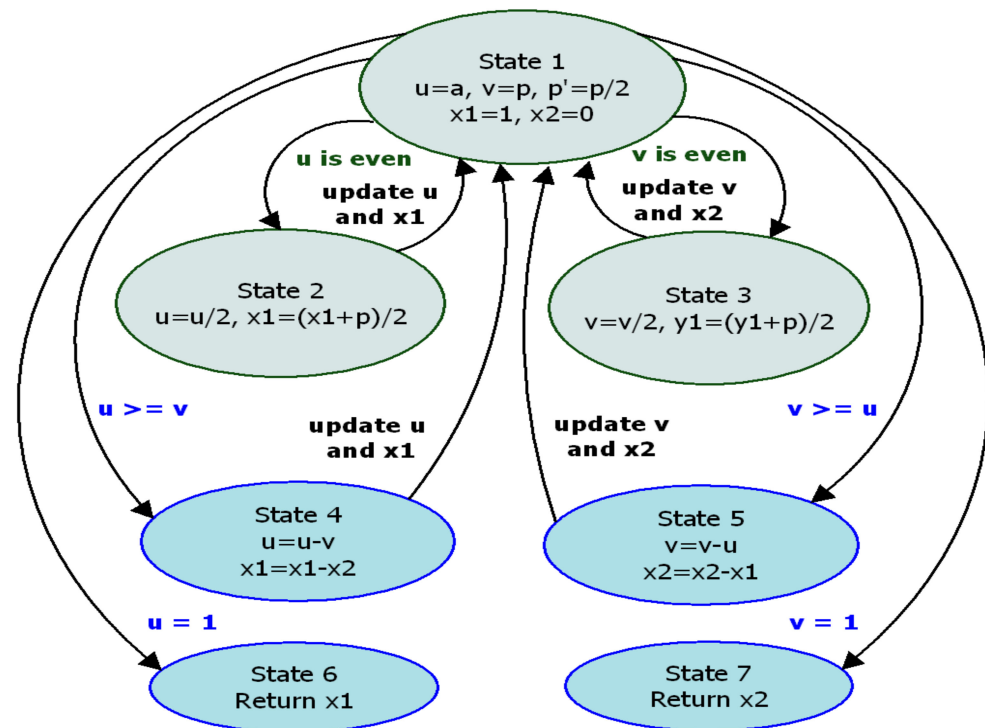 State 1
u=a, v=p, p'=p/2
x1=1, x2=0
u is even
update u
and x1
v is even
update v
and x2
State 2
u=u/2, x1=(x1+p)/2
State 3
v=v/2, y1=(y1+p)/2
u >= v
update u
and x1
update v
and x2
v >= u
State 4
u=u-v
x1=x1-x2
State 5
v=v-u
x2=x2-x1
u = 1
v = 1
State 6
Return x1
State 7
Return x2